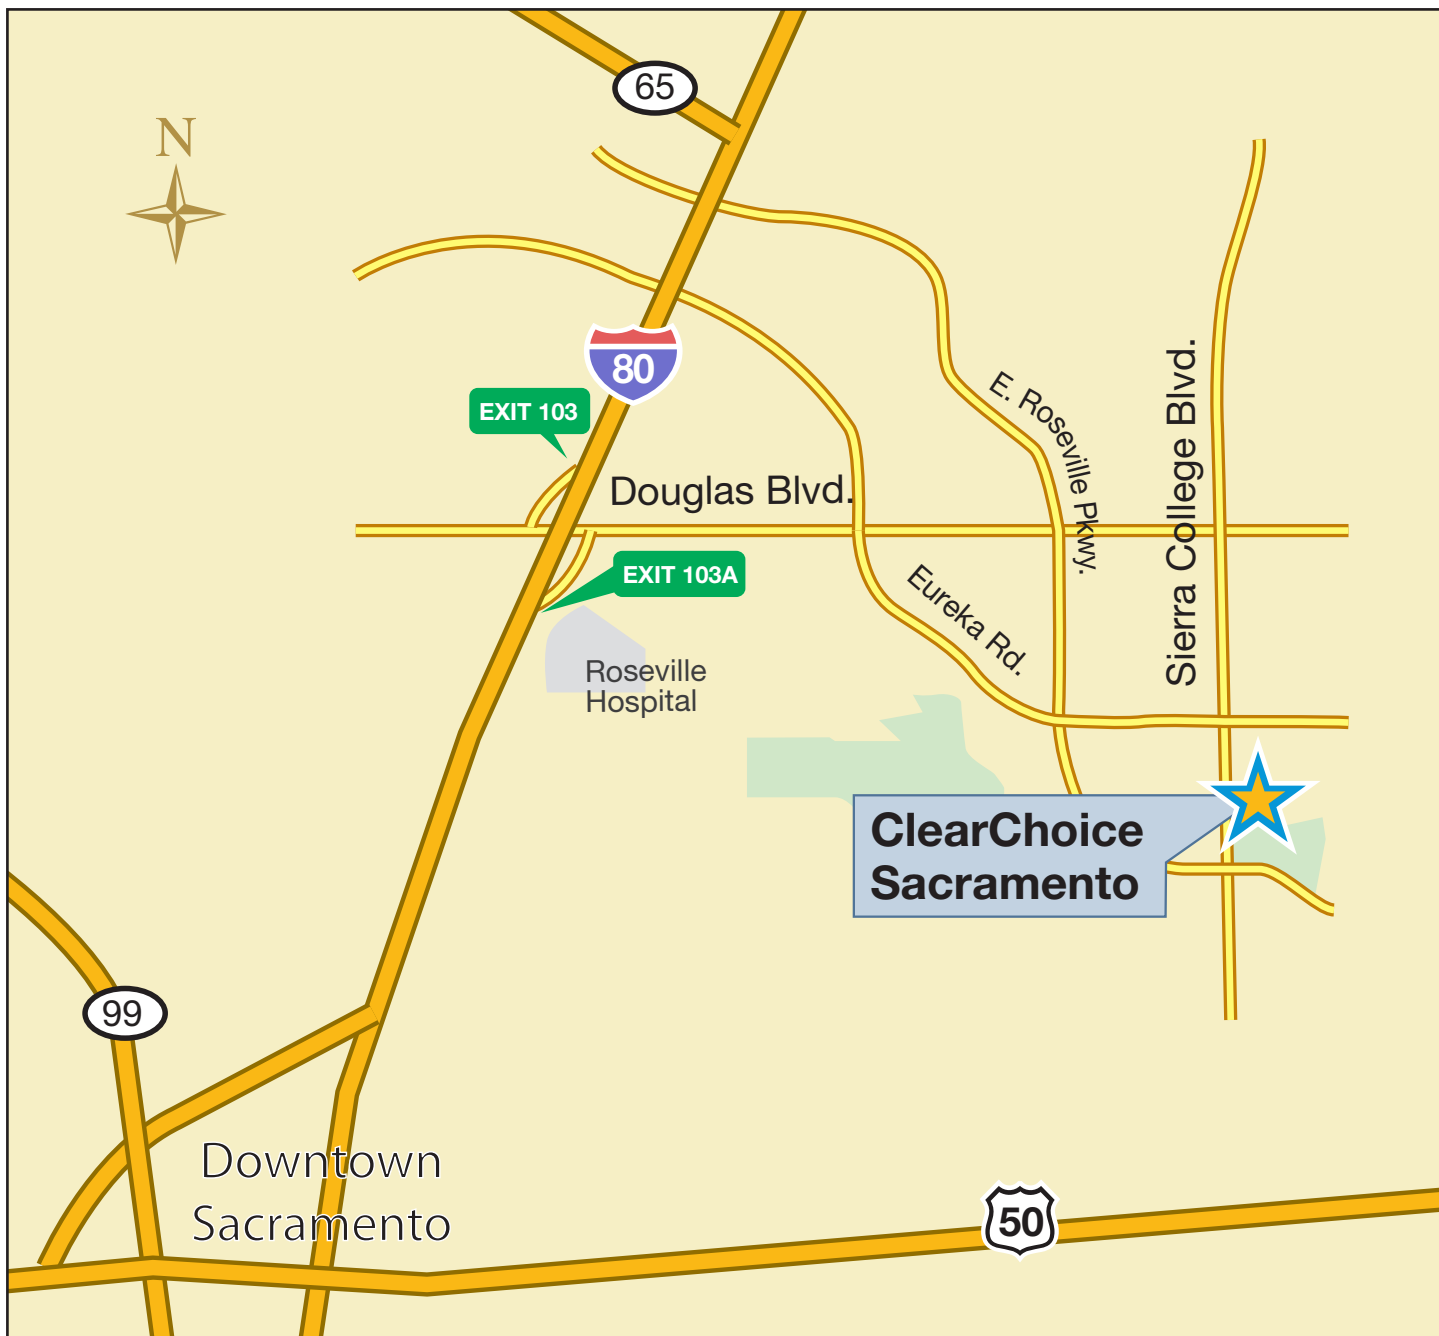 65
N
80
EXIT 103
E. Roseville Pkwy.
Sierra College Blvd.
Douglas Blvd.
EXIT 103A
Eureka Rd.
Roseville
Hospital
ClearChoice
Sacramento
99
Downtown
Sacramento
50